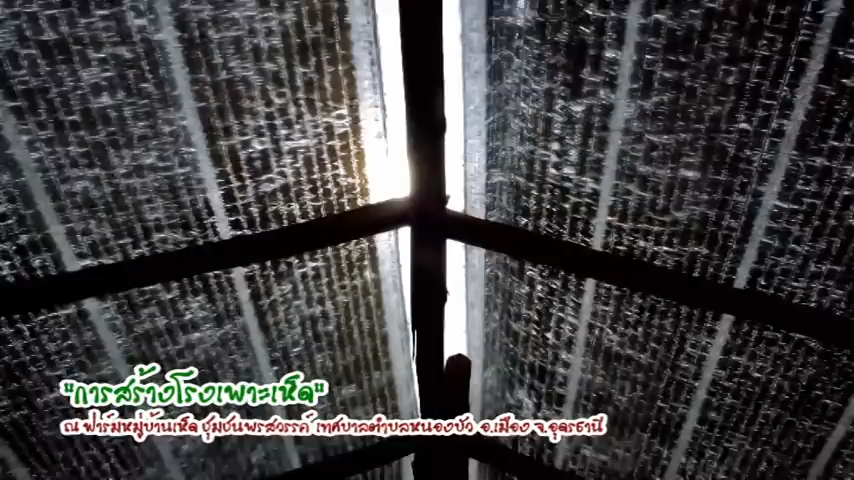 "การสร้างโรงเพาะเห็ด"
ณ ฟาร์มหมู่บ้านเห็ด ชุมชนพรสวรรค์ เทศบาลตำบลหนองบัว อ.เมือง จ.อุดรธานี